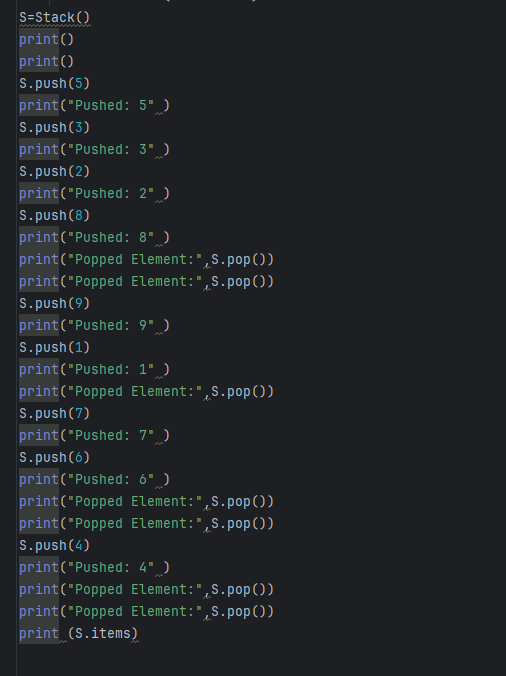 S=Stack()
print()
print()
S.push(5)
print("Pushed: 5" )
S.push(3)
print("Pushed: 3" )
S.push(2)
print("Pushed: 2" )
S.push(8)
print("Pushed: 8" )
print("Popped Element:",S.pop())
print("Popped Element:",S.pop())
S.push(9)
print("Pushed: 9" )
S.push(1)
print("Pushed: 1" )
print("Popped Element:",S.pop())
S.push(7)
print("Pushed: 7" )
S.push(6)
print("Pushed: 6" )
print("Popped Element:",S.pop())
print("Popped Element:",S.pop())
S.push(4)
print("Pushed: 4" )
print("Popped Element:",S.pop())
print("Popped Element:",S.pop())
print (S.items)